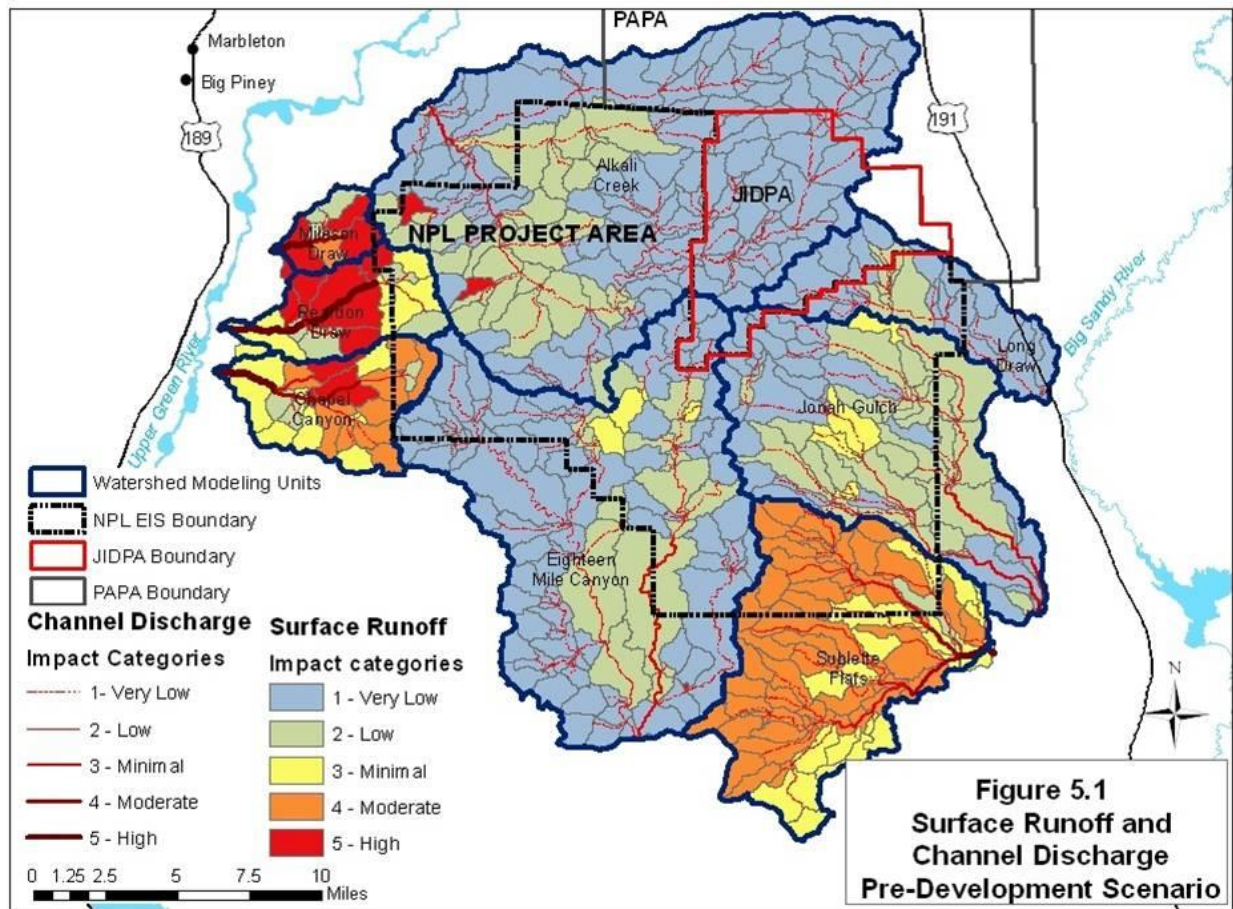 PAPA
Marbleton
Big Piney
189
191
Alkali
Creek
JIDPA
NPL PROJECT AREA
Draw
Reardon
Draw
Big Sandy River
Long
Draw
Upper Green River
Chapel
Canyon
Jonah Gulch
Watershed Modeling Units
NPL EIS Boundary
JIDPA Boundary
PAPA Boundary
Eighteen
Mile Canyon
Sublette
Flats
N
Channel Discharge
Impact Categories
1- Very Low
2 - Low
3 - Minimal
4 - Moderate
5 - High
Surface Runoff
Impact categories
1 - Very Low
2 - Low
3 - Minimal
4 - Moderate
5 - High
0 1.25 2.5 5 7.5 10
Miles
Figure 5.1
Surface Runoff and
Channel Discharge
Pre-Development Scenario